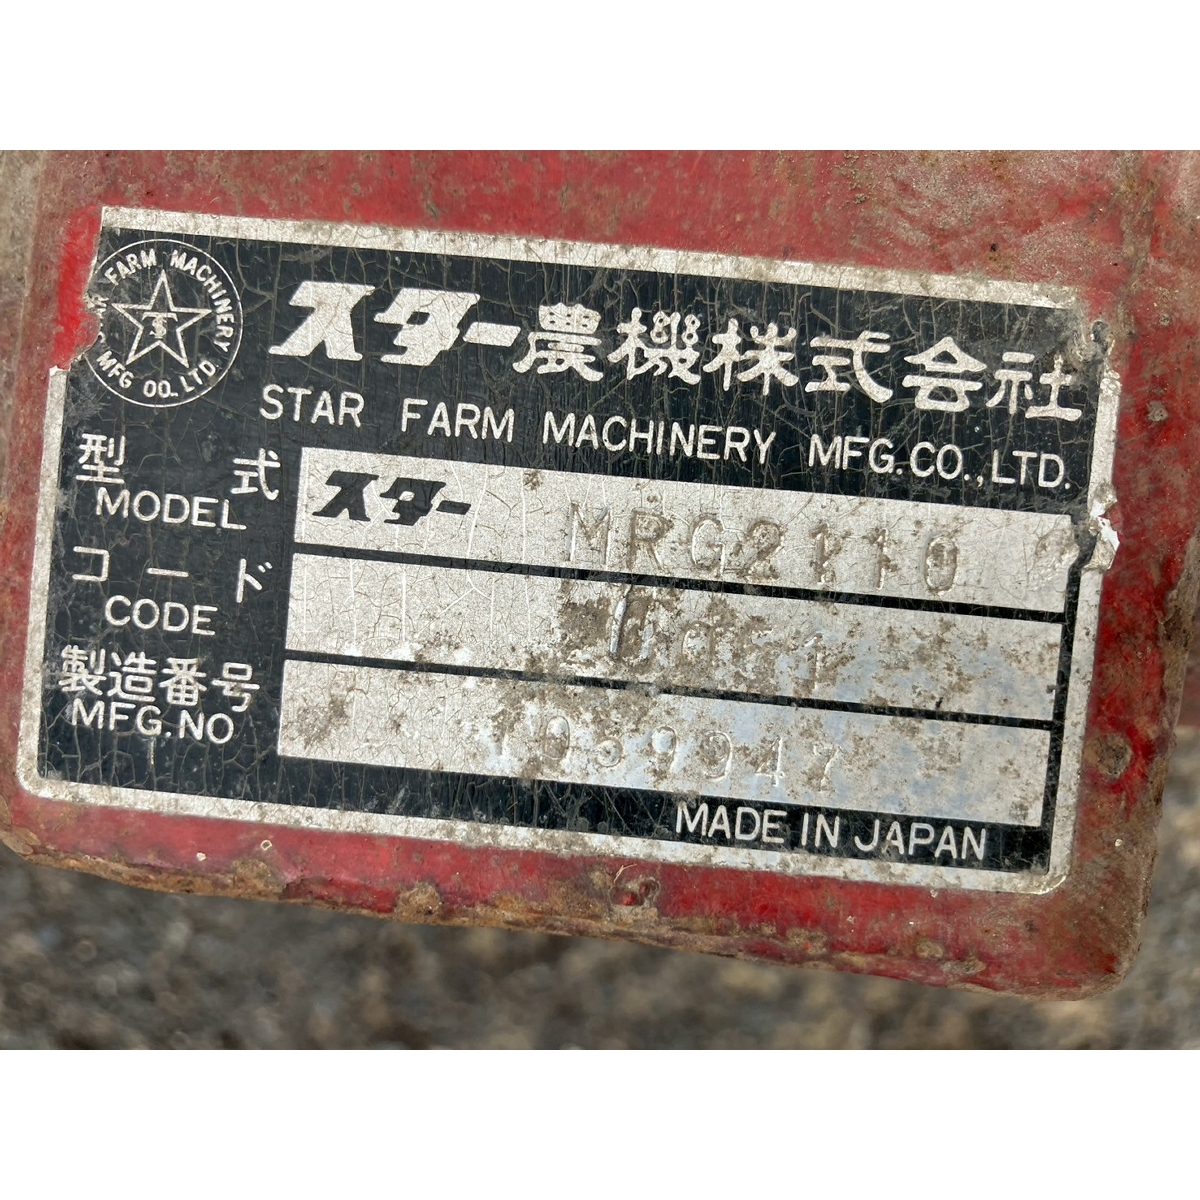 FARM MACHINERY
MFG CO., LTD.
スター農機株式会社
STAR FARM MACHINERY MFG.CO.,LTD.
型式 スター MRG2110
MODEL
コード
CODE
製造番号
MFG.NO
MADE IN JAPAN